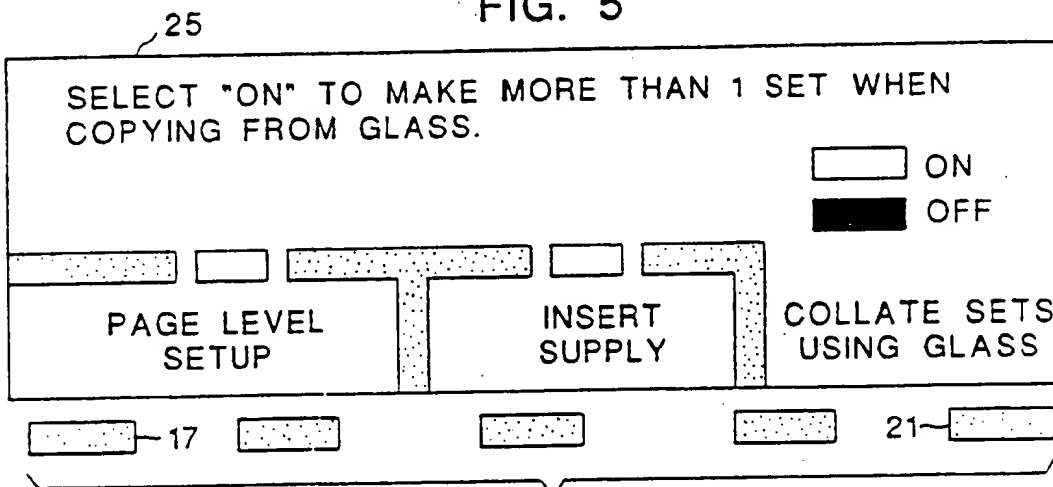 FIG. 5
25
SELECT "ON" TO MAKE MORE THAN 1 SET WHEN
COPYING FROM GLASS.
ON
OFF
PAGE LEVEL
SETUP
INSERT
SUPPLY
COLLATE SETS
USING GLASS
17
21